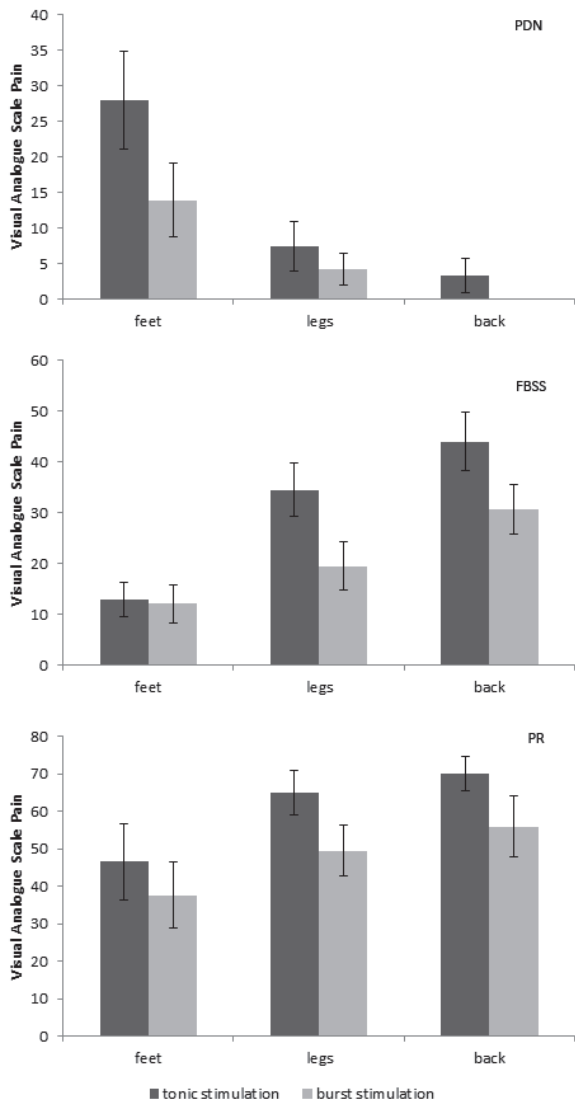 PDN
Visual Analogue Scale Pain
40
35
30
25
20
15
10
5
0
feet legs back
FBSS
Visual Analogue Scale Pain
60
50
40
30
20
10
0
feet legs back
PR
Visual Analogue Scale Pain
80
70
60
50
40
30
20
10
0
feet legs back
tonic stimulation burst stimulation